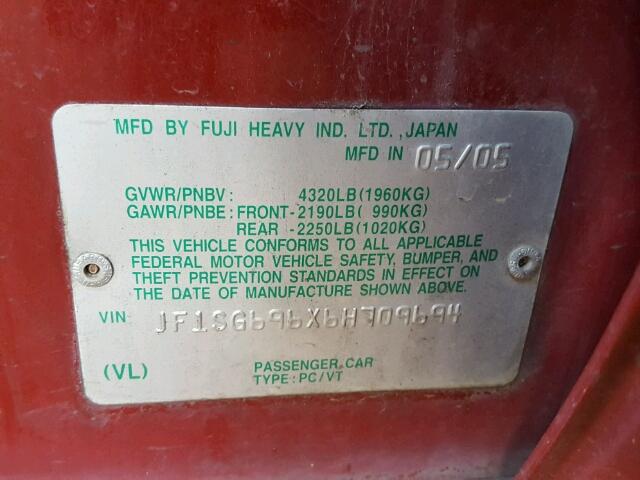 MFD BY FUJI HEAVY IND. LTD., JAPAN
MFD IN 05/05
GVWR/PNBV: 4320LB(1960KG)
GAWR/PNBE: FRONT-2190LB( 990KG)
REAR -2250LB(1020KG)
THIS VEHICLE CONFORMS TO ALL APPLICABLE
FEDERAL MOTOR VEHICLE SAFETY, BUMPER, AND
THEFT PREVENTION STANDARDS IN EFFECT ON
THE DATE OF MANUFACTURE SHOWN ABOVE.
VIN JF1SG696X6H709694
(VL) PASSENGER CAR
TYPE: PC/VT